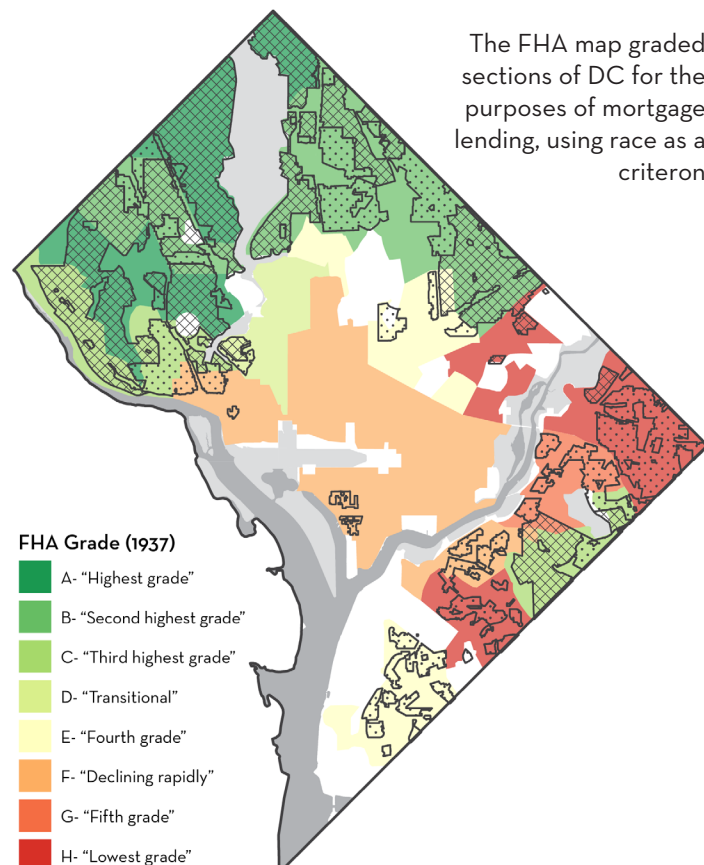 The FHA map graded
sections of DC for the
purposes of mortgage
lending, using race as a
criteron
FHA Grade (1937)
A- “Highest grade”
B- “Second highest grade”
C- “Third highest grade”
D- “Transitional”
E- “Fourth grade”
F- “Declining rapidly”
G- “Fifth grade”
H- “Lowest grade”